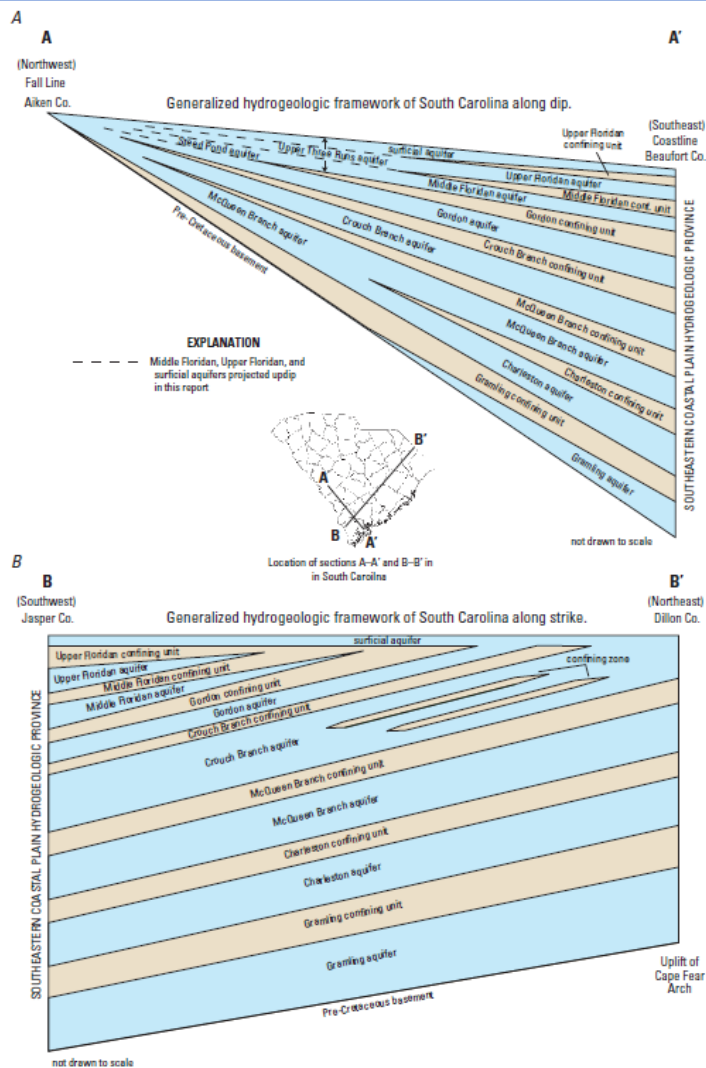 A
A
A'
(Northwest)
Fall Line
Aiken Co.
(Southeast)
Coastline
Beaufort Co.
Generalized hydrogeologic framework of South Carolina along dip.
Upper Floridan
confining unit
surficial aquifer
Steed Pond aquifer
Upper Three Runs aquifer
Upper Floridan aquifer
Middle Floridan conf. unit
Middle Floridan aquifer
Gordon confining unit
Gordon aquifer
Crouch Branch confining unit
Crouch Branch aquifer
McQueen Branch aquifer
McQueen Branch confining unit
McQueen Branch aquifer
Charleston confining unit
Charleston aquifer
Gramling confining unit
Gramling aquifer
Pre-Cretaceous basement
SOUTHEASTERN COASTAL PLAIN HYDROGEOLOGIC PROVINCE
EXPLANATION
Middle Floridan, Upper Floridan, and
surficial aquifers projected updip
in this report
A
B'
B
A'
Location of sections A–A' and B–B' in
in South Caroilna
not drawn to scale
B
B
B'
(Southwest)
Jasper Co.
(Northeast)
Dillon Co.
Generalized hydrogeologic framework of South Carolina along strike.
surficial aquifer
Upper Floridan confining unit
Upper Floridan aquifer
Middle Floridan confining unit
Middle Floridan aquifer
Gordon confining unit
Gordon aquifer
Crouch Branch confining unit
confining zone
Crouch Branch aquifer
McQueen Branch confining unit
McQueen Branch aquifer
Charleston confining unit
Charleston aquifer
Gramling confining unit
Gramling aquifer
Pre-Cretaceous basement
SOUTHEASTERN COASTAL PLAIN HYDROGEOLOGIC PROVINCE
Uplift of
Cape Fear
Arch
not drawn to scale